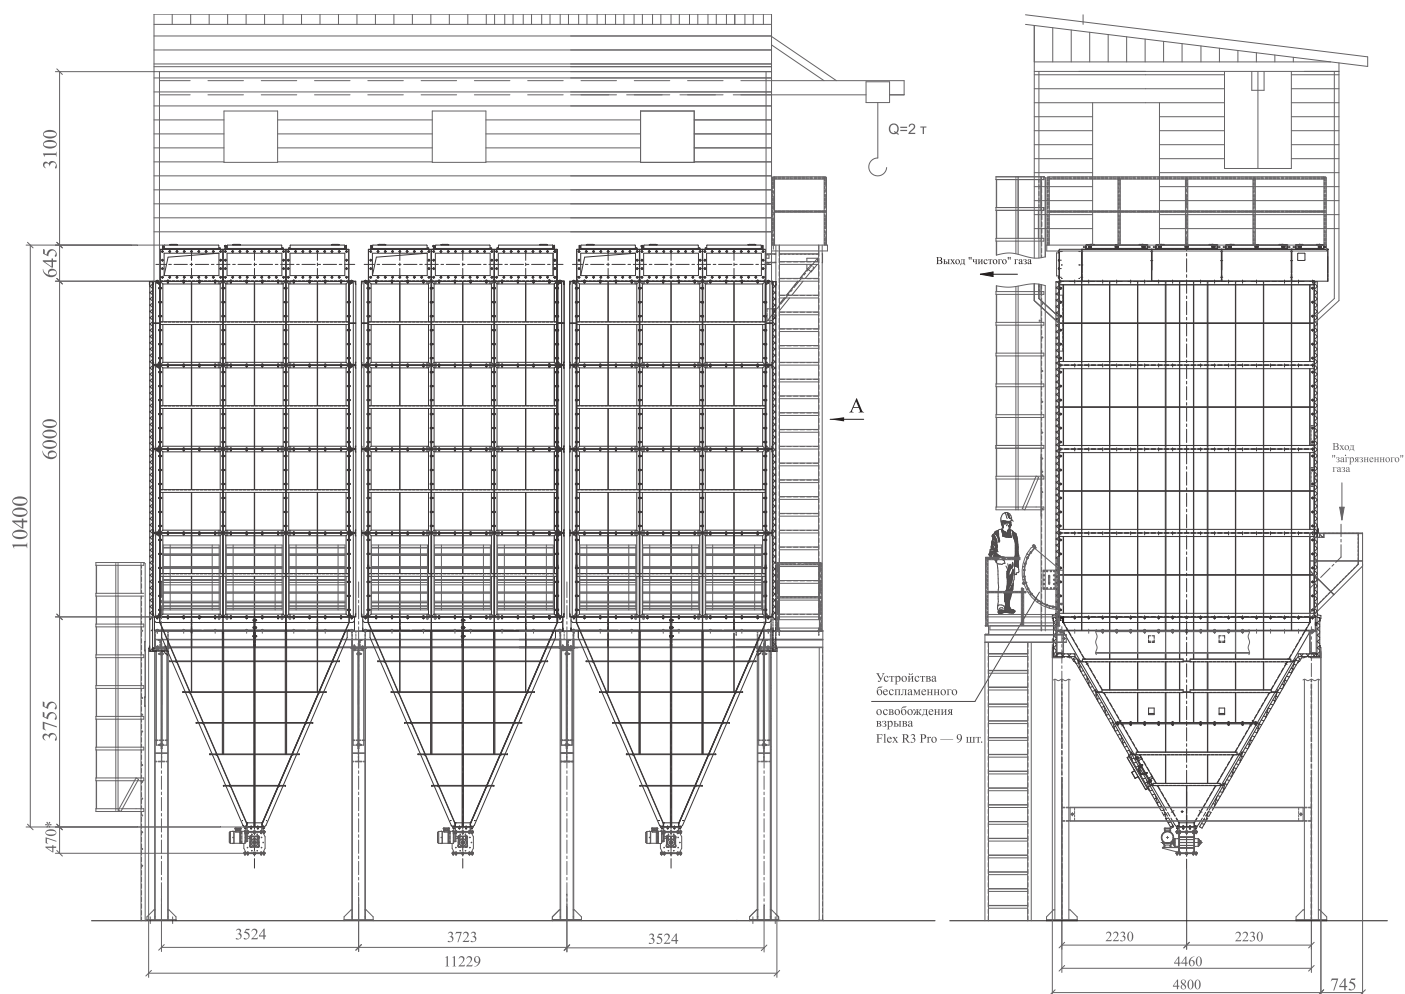 Q=2 т
3100
645
6000
10400
3755
470*
А
3524
3723
3524
11229
Выход "чистого" газа
Вход
"загрязненного"
газа
Устройства
беспламенного
освобождения
взрыва
Flex R3 Pro — 9 шт.
2230
2230
4460
4800
745